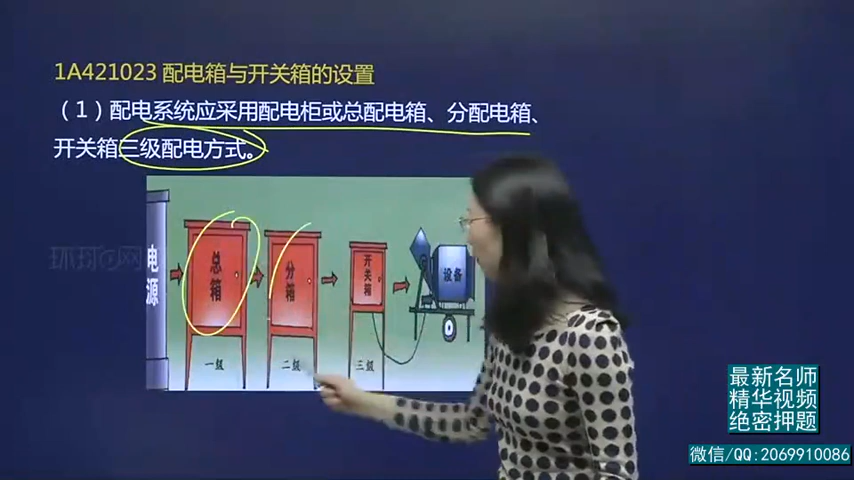 1A421023 配电箱与开关箱的设置
（1）配电系统应采用配电柜或总配电箱、分配电箱、
开关箱三级配电方式。
电源
总箱
分箱
开关箱
设备
一级
二级
三级
最新名师
精华视频
绝密押题
微信/QQ:2069910086